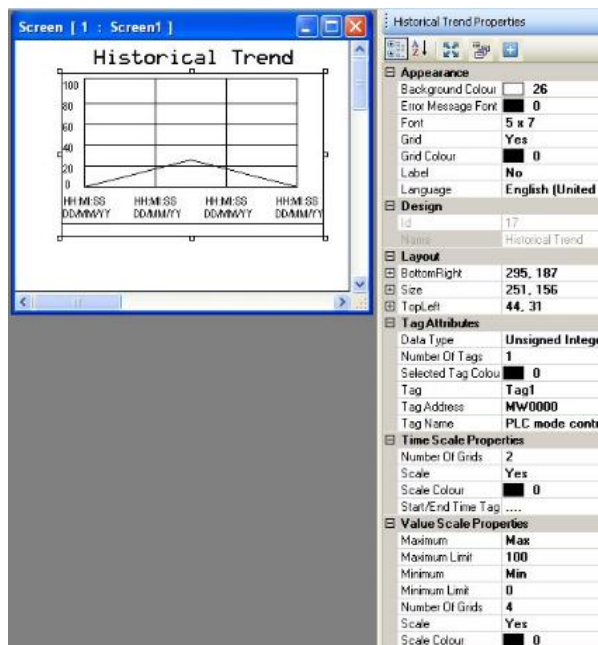 Screen [ 1 : Screen1 ]
Historical Trend
100
80
60
40
20
0
HH:MI:SS HH:MI:SS HH:MI:SS HH:MI:SS
DD/MM/YY DD/MM/YY DD/MM/YY DD/MM/YY
Historical Trend Properties
Appearance
Background Colour 26
Error Message Font 0
Font 5 x 7
Grid Yes
Grid Colour 0
Label No
Language English (United
Design
Id 17
Name Historical Trend
Layout
BottomRight 295, 187
Size 251, 156
TopLeft 44, 31
Tag Attributes
Data Type Unsigned Intege
Number Of Tags 1
Selected Tag Colou 0
Tag Tag1
Tag Address MW0000
Tag Name PLC mode contr
Time Scale Properties
Number Of Grids 2
Scale Yes
Scale Colour 0
Start/End Time Tag ....
Value Scale Properties
Maximum Max
Maximum Limit 100
Minimum Min
Minimum Limit 0
Number Of Grids 4
Scale Yes
Scale Colour 0